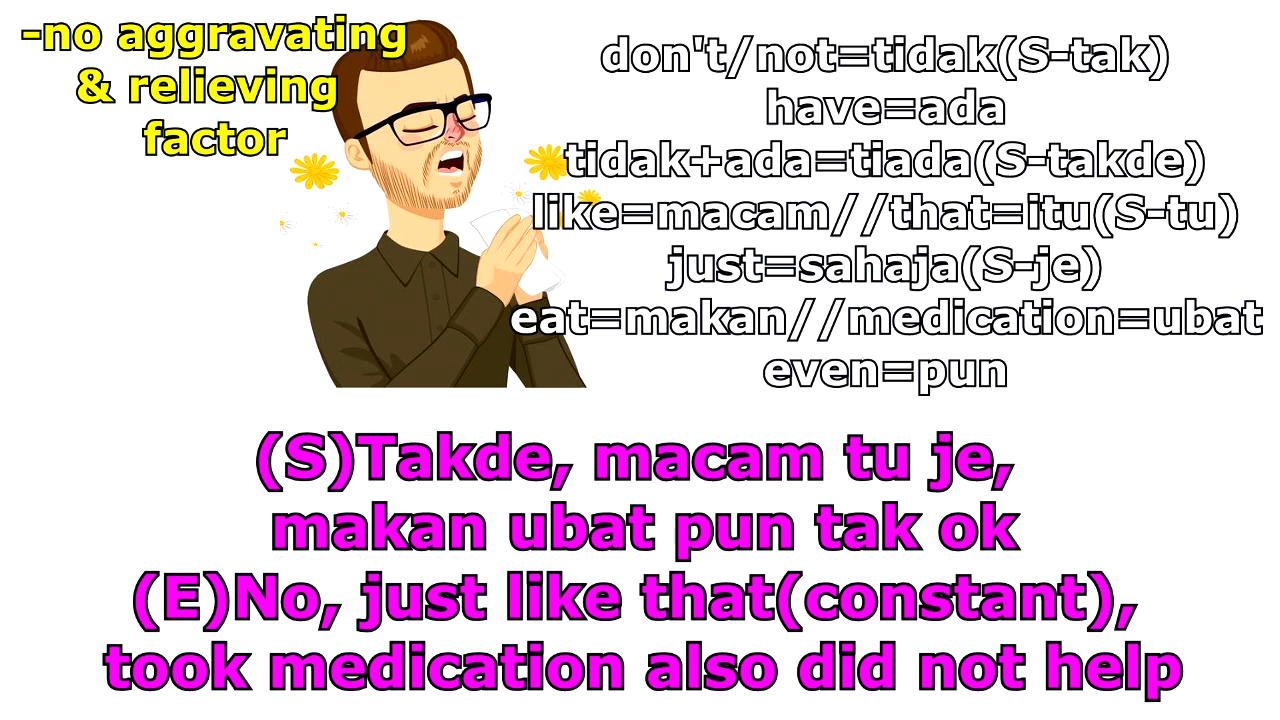 -no aggravating
& relieving
factor
don't/not=tidak(S-tak)
have=ada
tidak+ada=tiada(S-takde)
like=macam//that=itu(S-tu)
just=sahaja(S-je)
eat=makan//medication=ubat
even=pun
(S)Takde, macam tu je,
makan ubat pun tak ok
(E)No, just like that(constant),
took medication also did not help